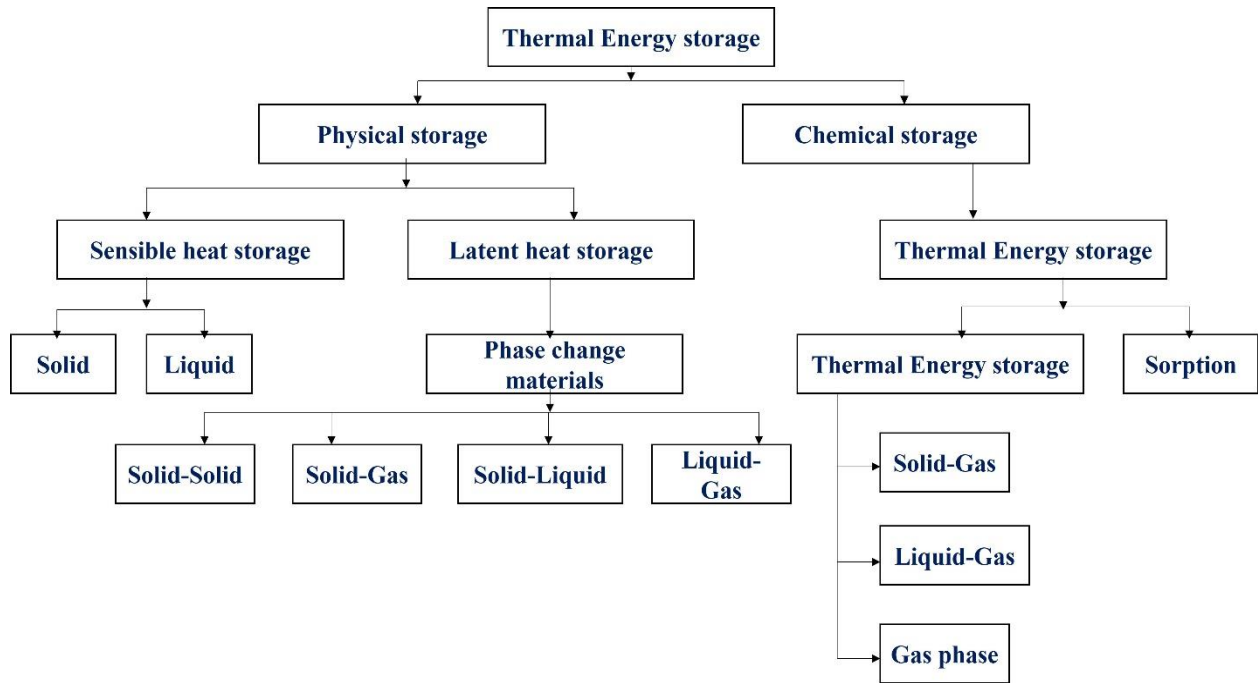 Thermal Energy storage
Physical storage
Chemical storage
Sensible heat storage
Latent heat storage
Thermal Energy storage
Solid
Liquid
Phase change
materials
Thermal Energy storage
Sorption
Solid-Solid
Solid-Gas
Solid-Liquid
Liquid-
Gas
Solid-Gas
Liquid-Gas
Gas phase